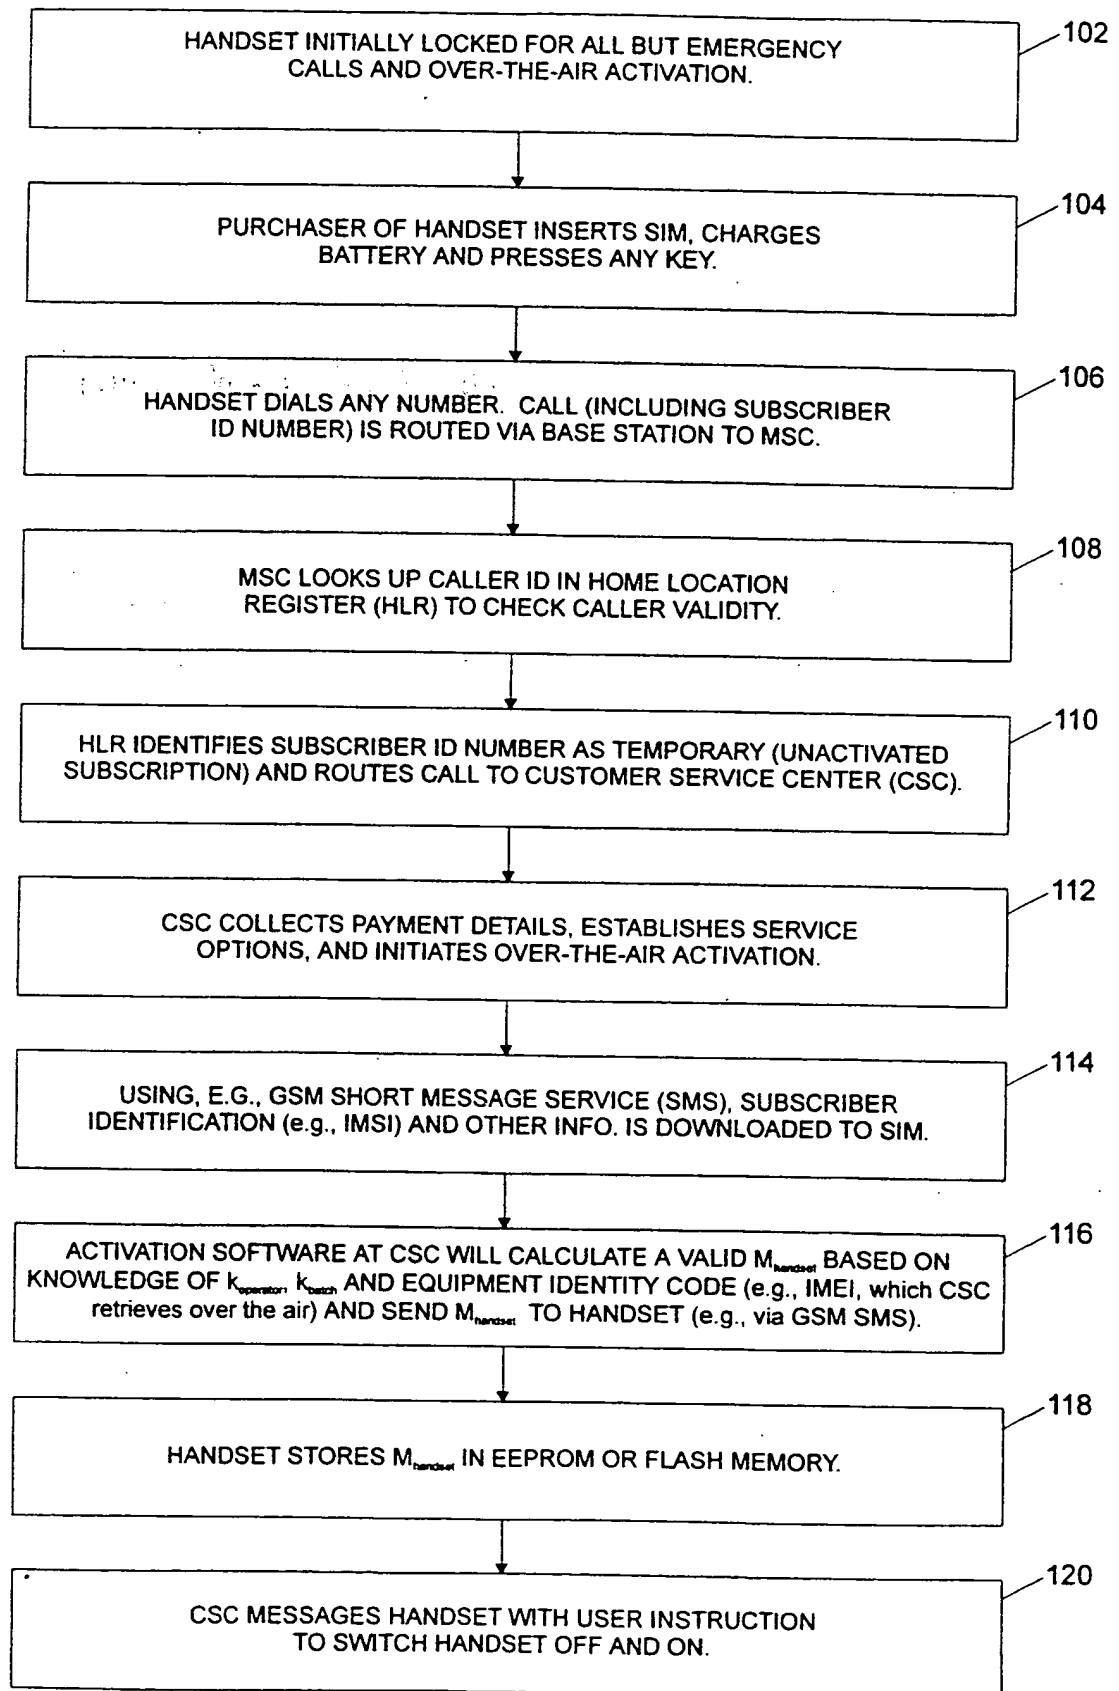 HANDSET INITIALLY LOCKED FOR ALL BUT EMERGENCY
CALLS AND OVER-THE-AIR ACTIVATION.
102
PURCHASER OF HANDSET INSERTS SIM, CHARGES
BATTERY AND PRESSES ANY KEY.
104
HANDSET DIALS ANY NUMBER. CALL (INCLUDING SUBSCRIBER
ID NUMBER) IS ROUTED VIA BASE STATION TO MSC.
106
MSC LOOKS UP CALLER ID IN HOME LOCATION
REGISTER (HLR) TO CHECK CALLER VALIDITY.
108
HLR IDENTIFIES SUBSCRIBER ID NUMBER AS TEMPORARY (UNACTIVATED
SUBSCRIPTION) AND ROUTES CALL TO CUSTOMER SERVICE CENTER (CSC).
110
CSC COLLECTS PAYMENT DETAILS, ESTABLISHES SERVICE
OPTIONS, AND INITIATES OVER-THE-AIR ACTIVATION.
112
USING, E.G., GSM SHORT MESSAGE SERVICE (SMS), SUBSCRIBER
IDENTIFICATION (e.g., IMSI) AND OTHER INFO. IS DOWNLOADED TO SIM.
114
ACTIVATION SOFTWARE AT CSC WILL CALCULATE A VALID Mhandset BASED ON
KNOWLEDGE OF koperator, kbatch AND EQUIPMENT IDENTITY CODE (e.g., IMEI, which CSC
retrieves over the air) AND SEND Mhandset TO HANDSET (e.g., via GSM SMS).
116
HANDSET STORES Mhandset IN EEPROM OR FLASH MEMORY.
118
CSC MESSAGES HANDSET WITH USER INSTRUCTION
TO SWITCH HANDSET OFF AND ON.
120